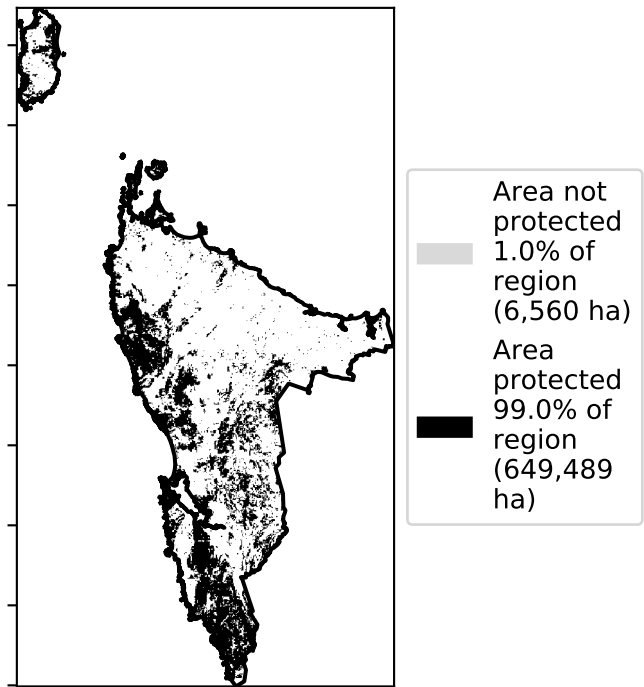 Area not
protected
1.0% of
region
(6,560 ha)
Area
protected
99.0% of
region
(649,489
ha)